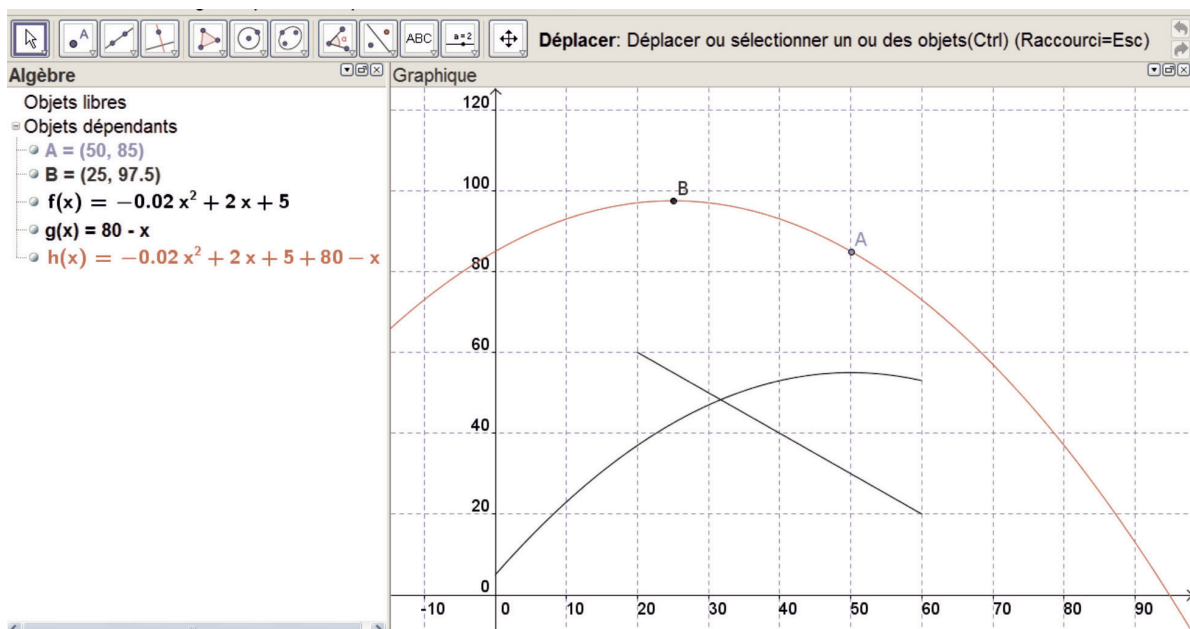 ABC
a=2
Déplacer: Déplacer ou sélectionner un ou des objets(Ctrl) (Raccourci=Esc)
Algèbre
Objets libres
Objets dépendants
A = (50, 85)
B = (25, 97.5)
f(x) = −0.02 x² + 2 x + 5
g(x) = 80 - x
h(x) = −0.02 x² + 2 x + 5 + 80 − x
Graphique
120
100
80
60
40
20
0
B
A
-10 0 10 20 30 40 50 60 70 80 90